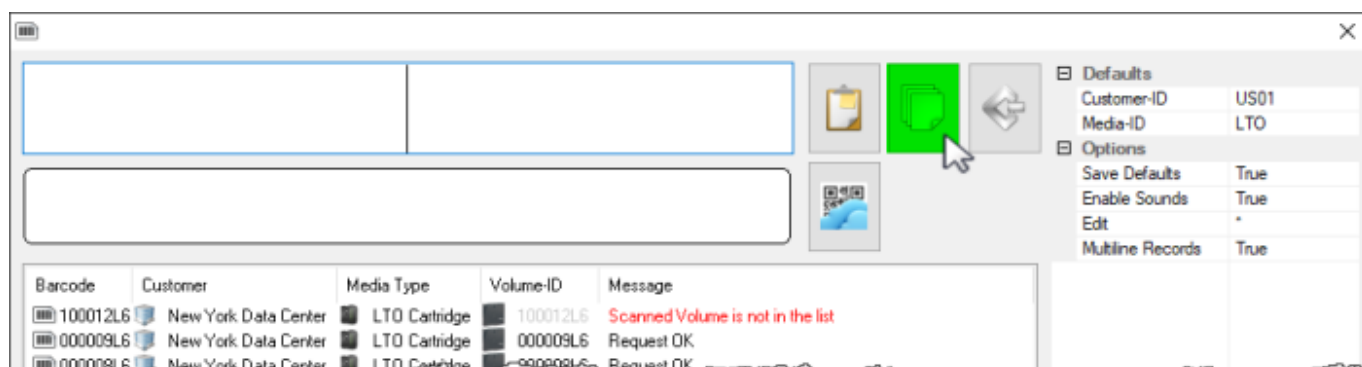 Defaults
Customer-ID US01
Media-ID LTO
Options
Save Defaults True
Enable Sounds True
Edit *
Multiline Records True
Barcode Customer Media Type Volume-ID Message
100012L6 New York Data Center LTO Cartridge 100012L6 Scanned Volume is not in the list
000009L6 New York Data Center LTO Cartridge 000009L6 Request OK
New York Data Center LTO Request OK